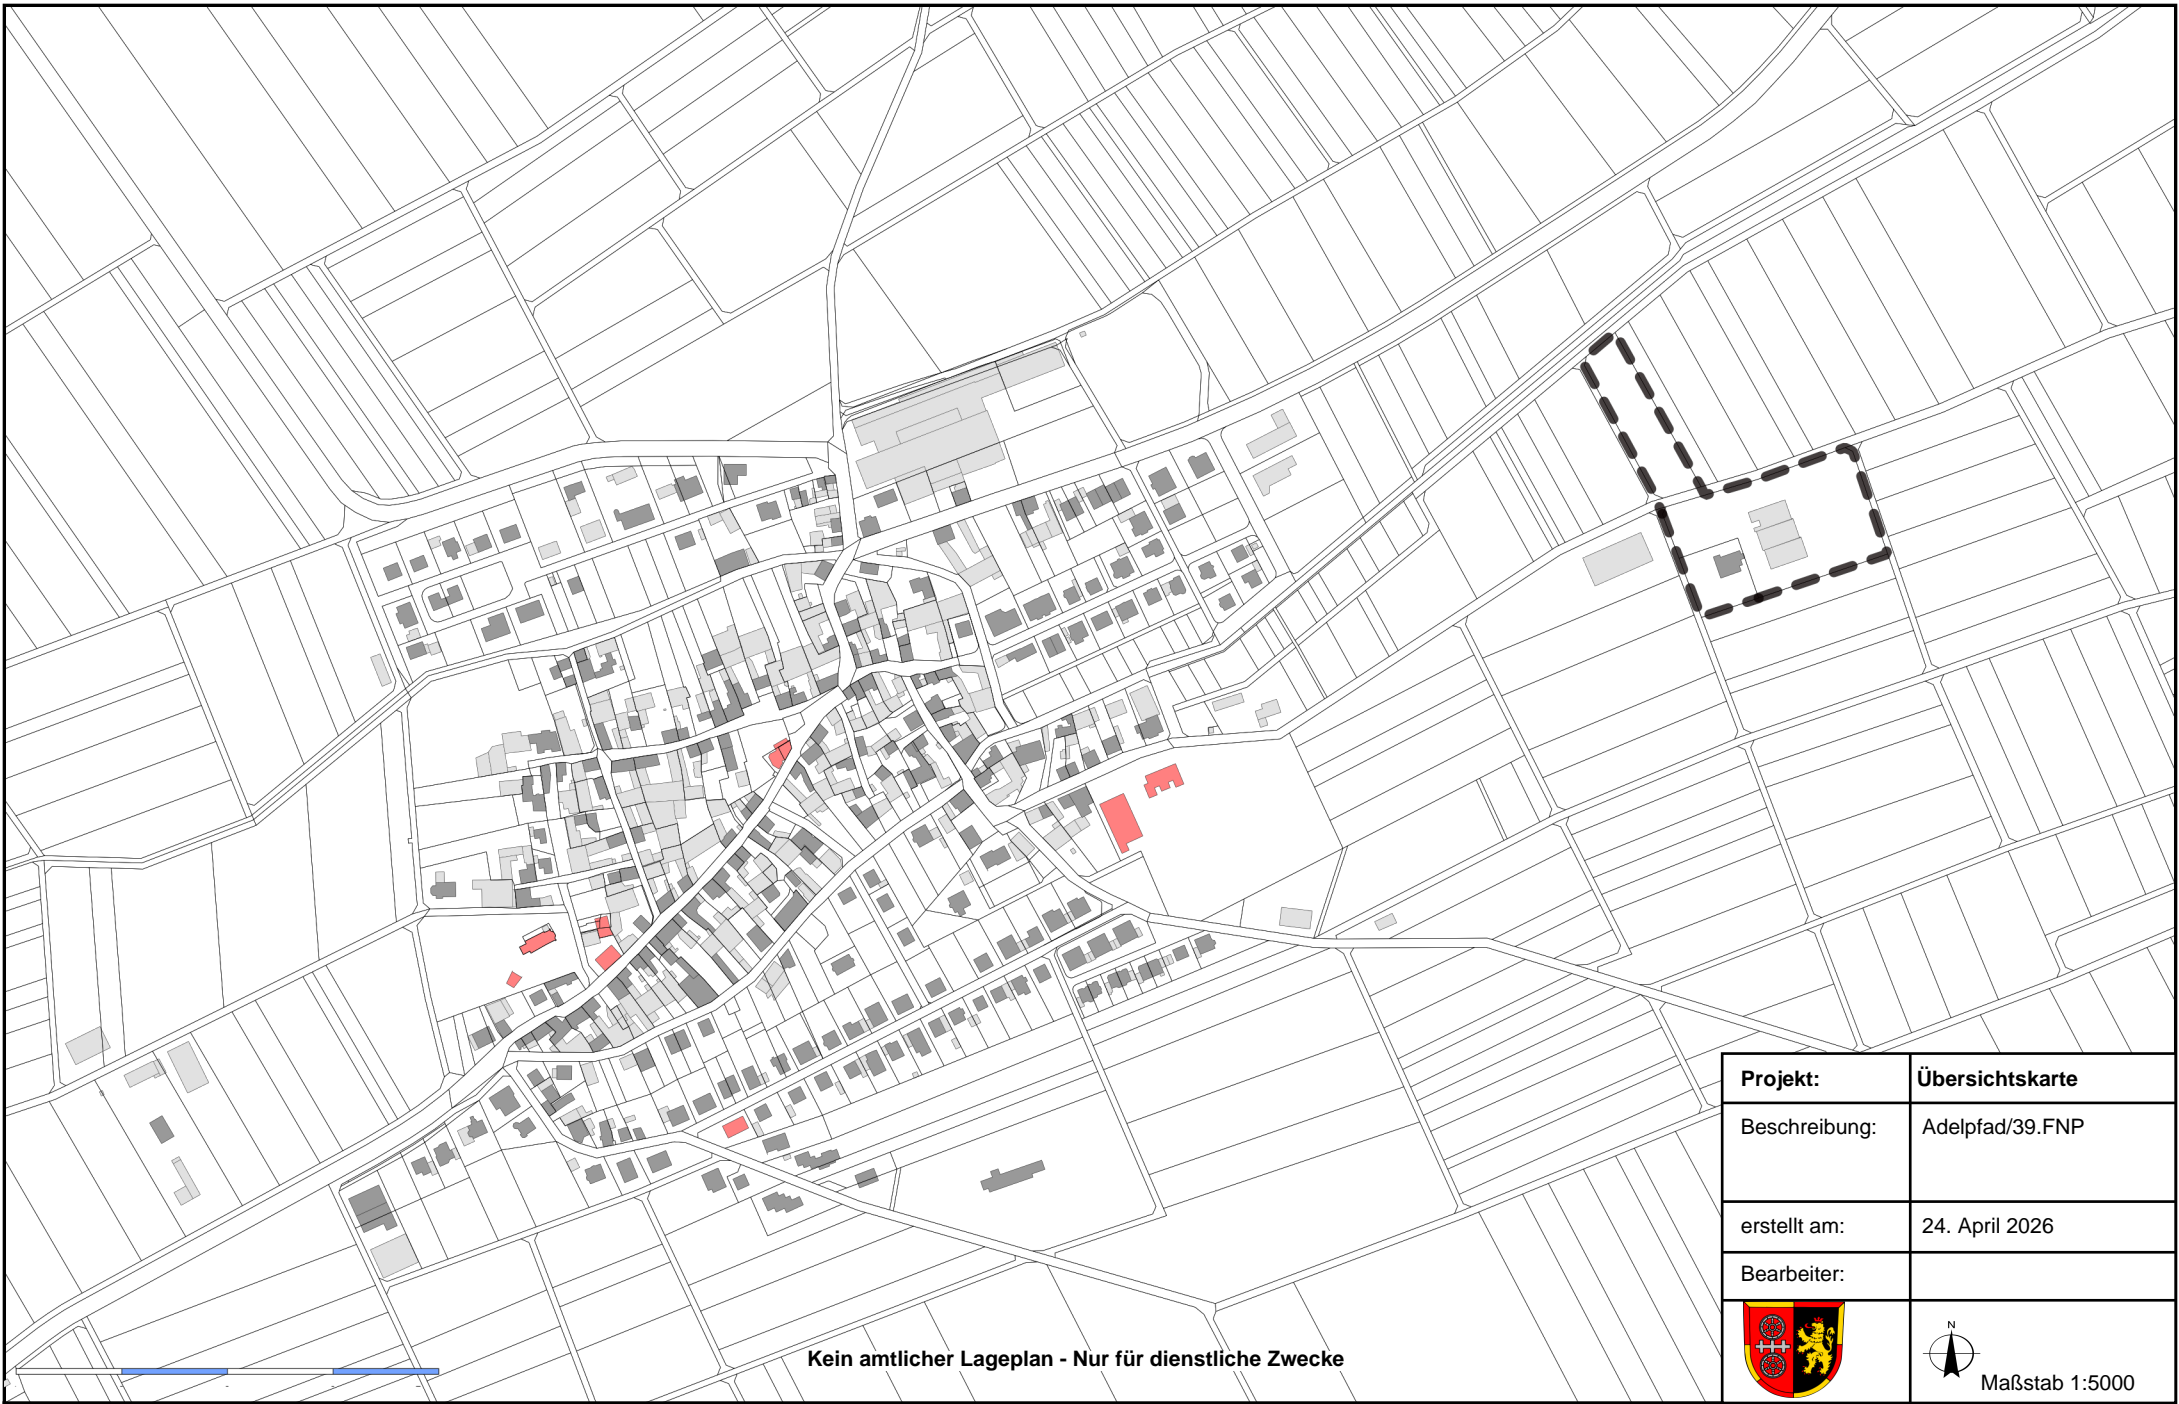 Projekt: Übersichtskarte
Beschreibung: Adelpfad/39.FNP
erstellt am: 24. April 2026
Bearbeiter:
N
Kein amtlicher Lageplan - Nur für dienstliche Zwecke
Maßstab 1:5000